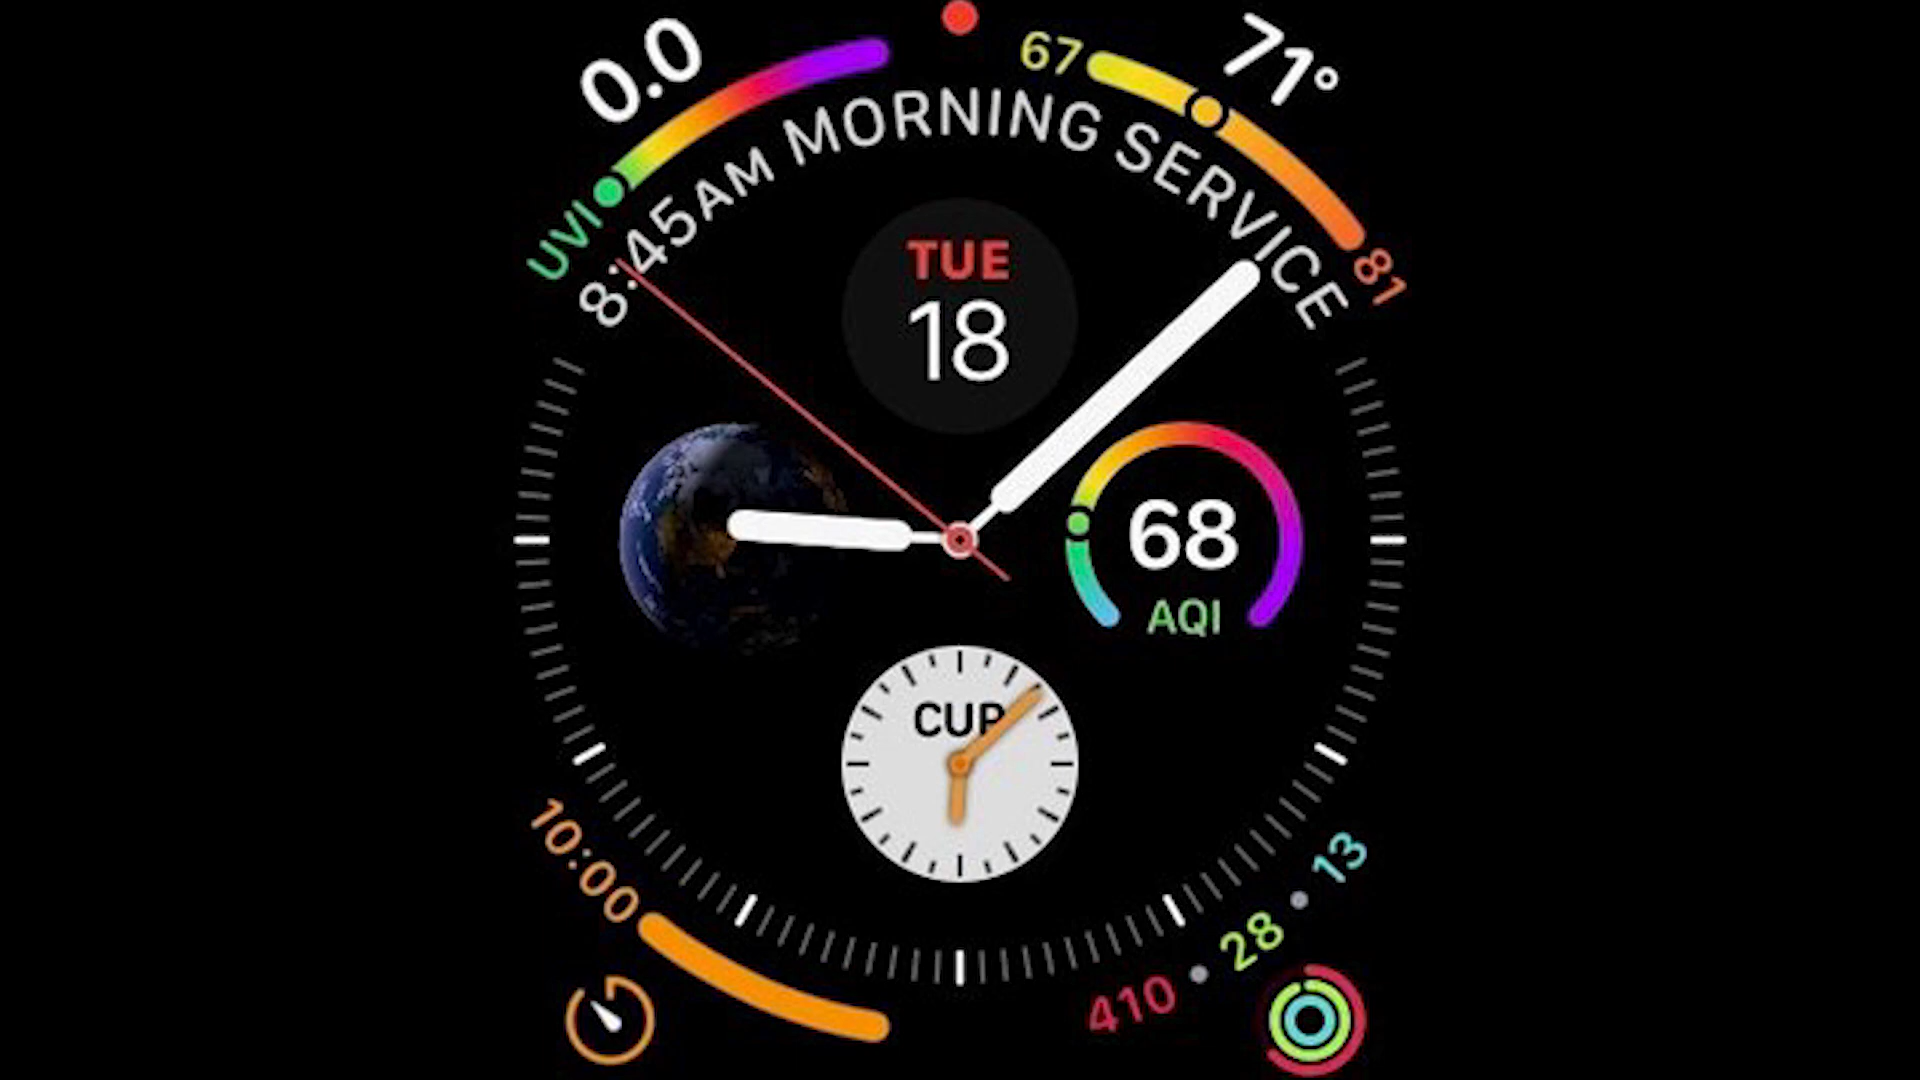 0.0
UVI
67
71°
81
8:45AM MORNING SERVICE
TUE
18
68
AQI
CUP
10:00
410 • 28 • 13